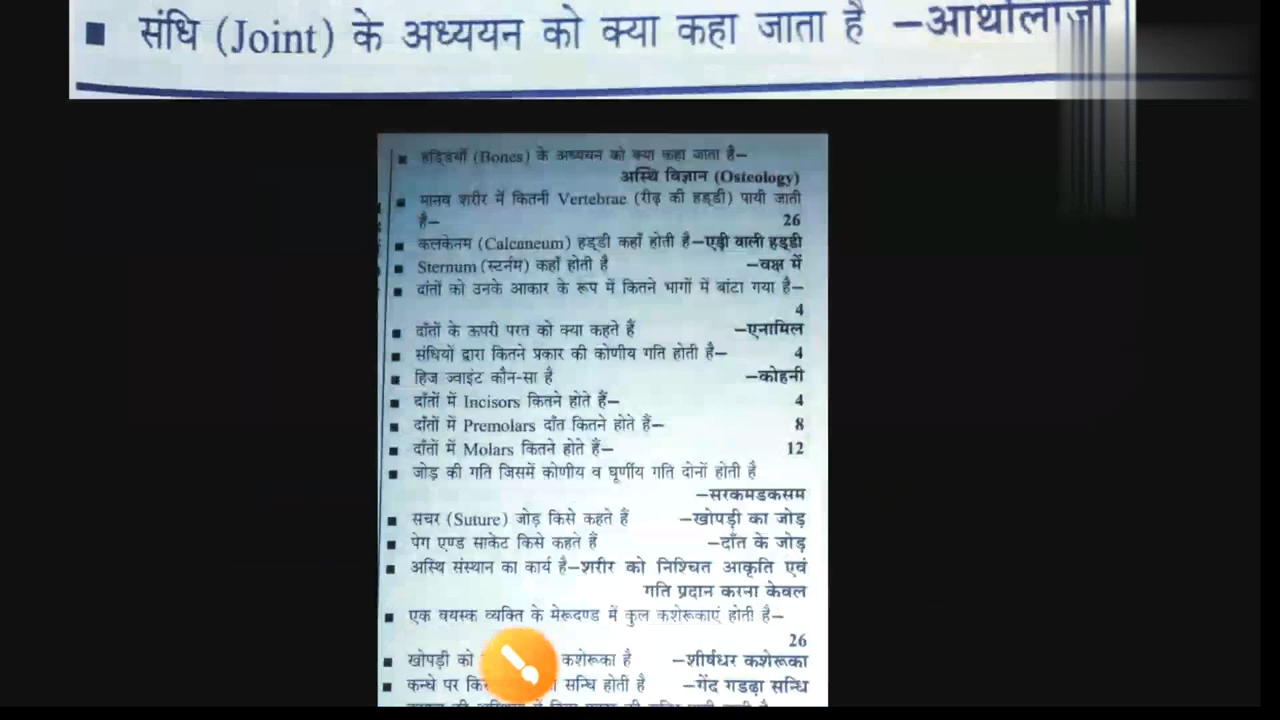 ■ संधि (Joint) के अध्ययन को क्या कहा जाता है –आर्थोलाजी
■ हड्डियों (Bones) के अध्ययन को क्या कहा जाता है–
अस्थि विज्ञान (Osteology)
■ मानव शरीर में कितनी Vertebrae (रीढ़ की हड्डी) पायी जाती
है– 26
■ कलकेनम (Calcaneum) हड्डी कहाँ होती है–एड़ी वाली हड्डी
■ Sternum (स्टर्नम) कहाँ होती है –वक्ष में
■ दांतों को उनके आकार के रूप में कितने भागों में बांटा गया है–
4
■ दाँतों के ऊपरी परत को क्या कहते हैं –एनामिल
■ संधियों द्वारा कितने प्रकार की कोणीय गति होती है– 4
■ हिज ज्वाइंट कौन-सा है –कोहनी
■ दाँतों में Incisors कितने होते हैं– 4
■ दाँतों में Premolars दाँत कितने होते हैं– 8
■ दाँतों में Molars कितने होते हैं– 12
■ जोड़ की गति जिसमें कोणीय व घूर्णीय गति दोनों होती है
–सरकमडकसम
■ सचर (Suture) जोड़ किसे कहते हैं –खोपड़ी का जोड़
■ पेग एण्ड साकेट किसे कहते हैं –दाँत के जोड़
■ अस्थि संस्थान का कार्य है–शरीर को निश्चित आकृति एवं
गति प्रदान करना केवल
■ एक वयस्क व्यक्ति के मेरूदण्ड में कुल कशेरूकाएं होती है–
26
■ खोपड़ी को कशेरूका है –शीर्षधर कशेरूका
■ कन्धे पर सन्धि होती है –गेंद गडढ़ा सन्धि